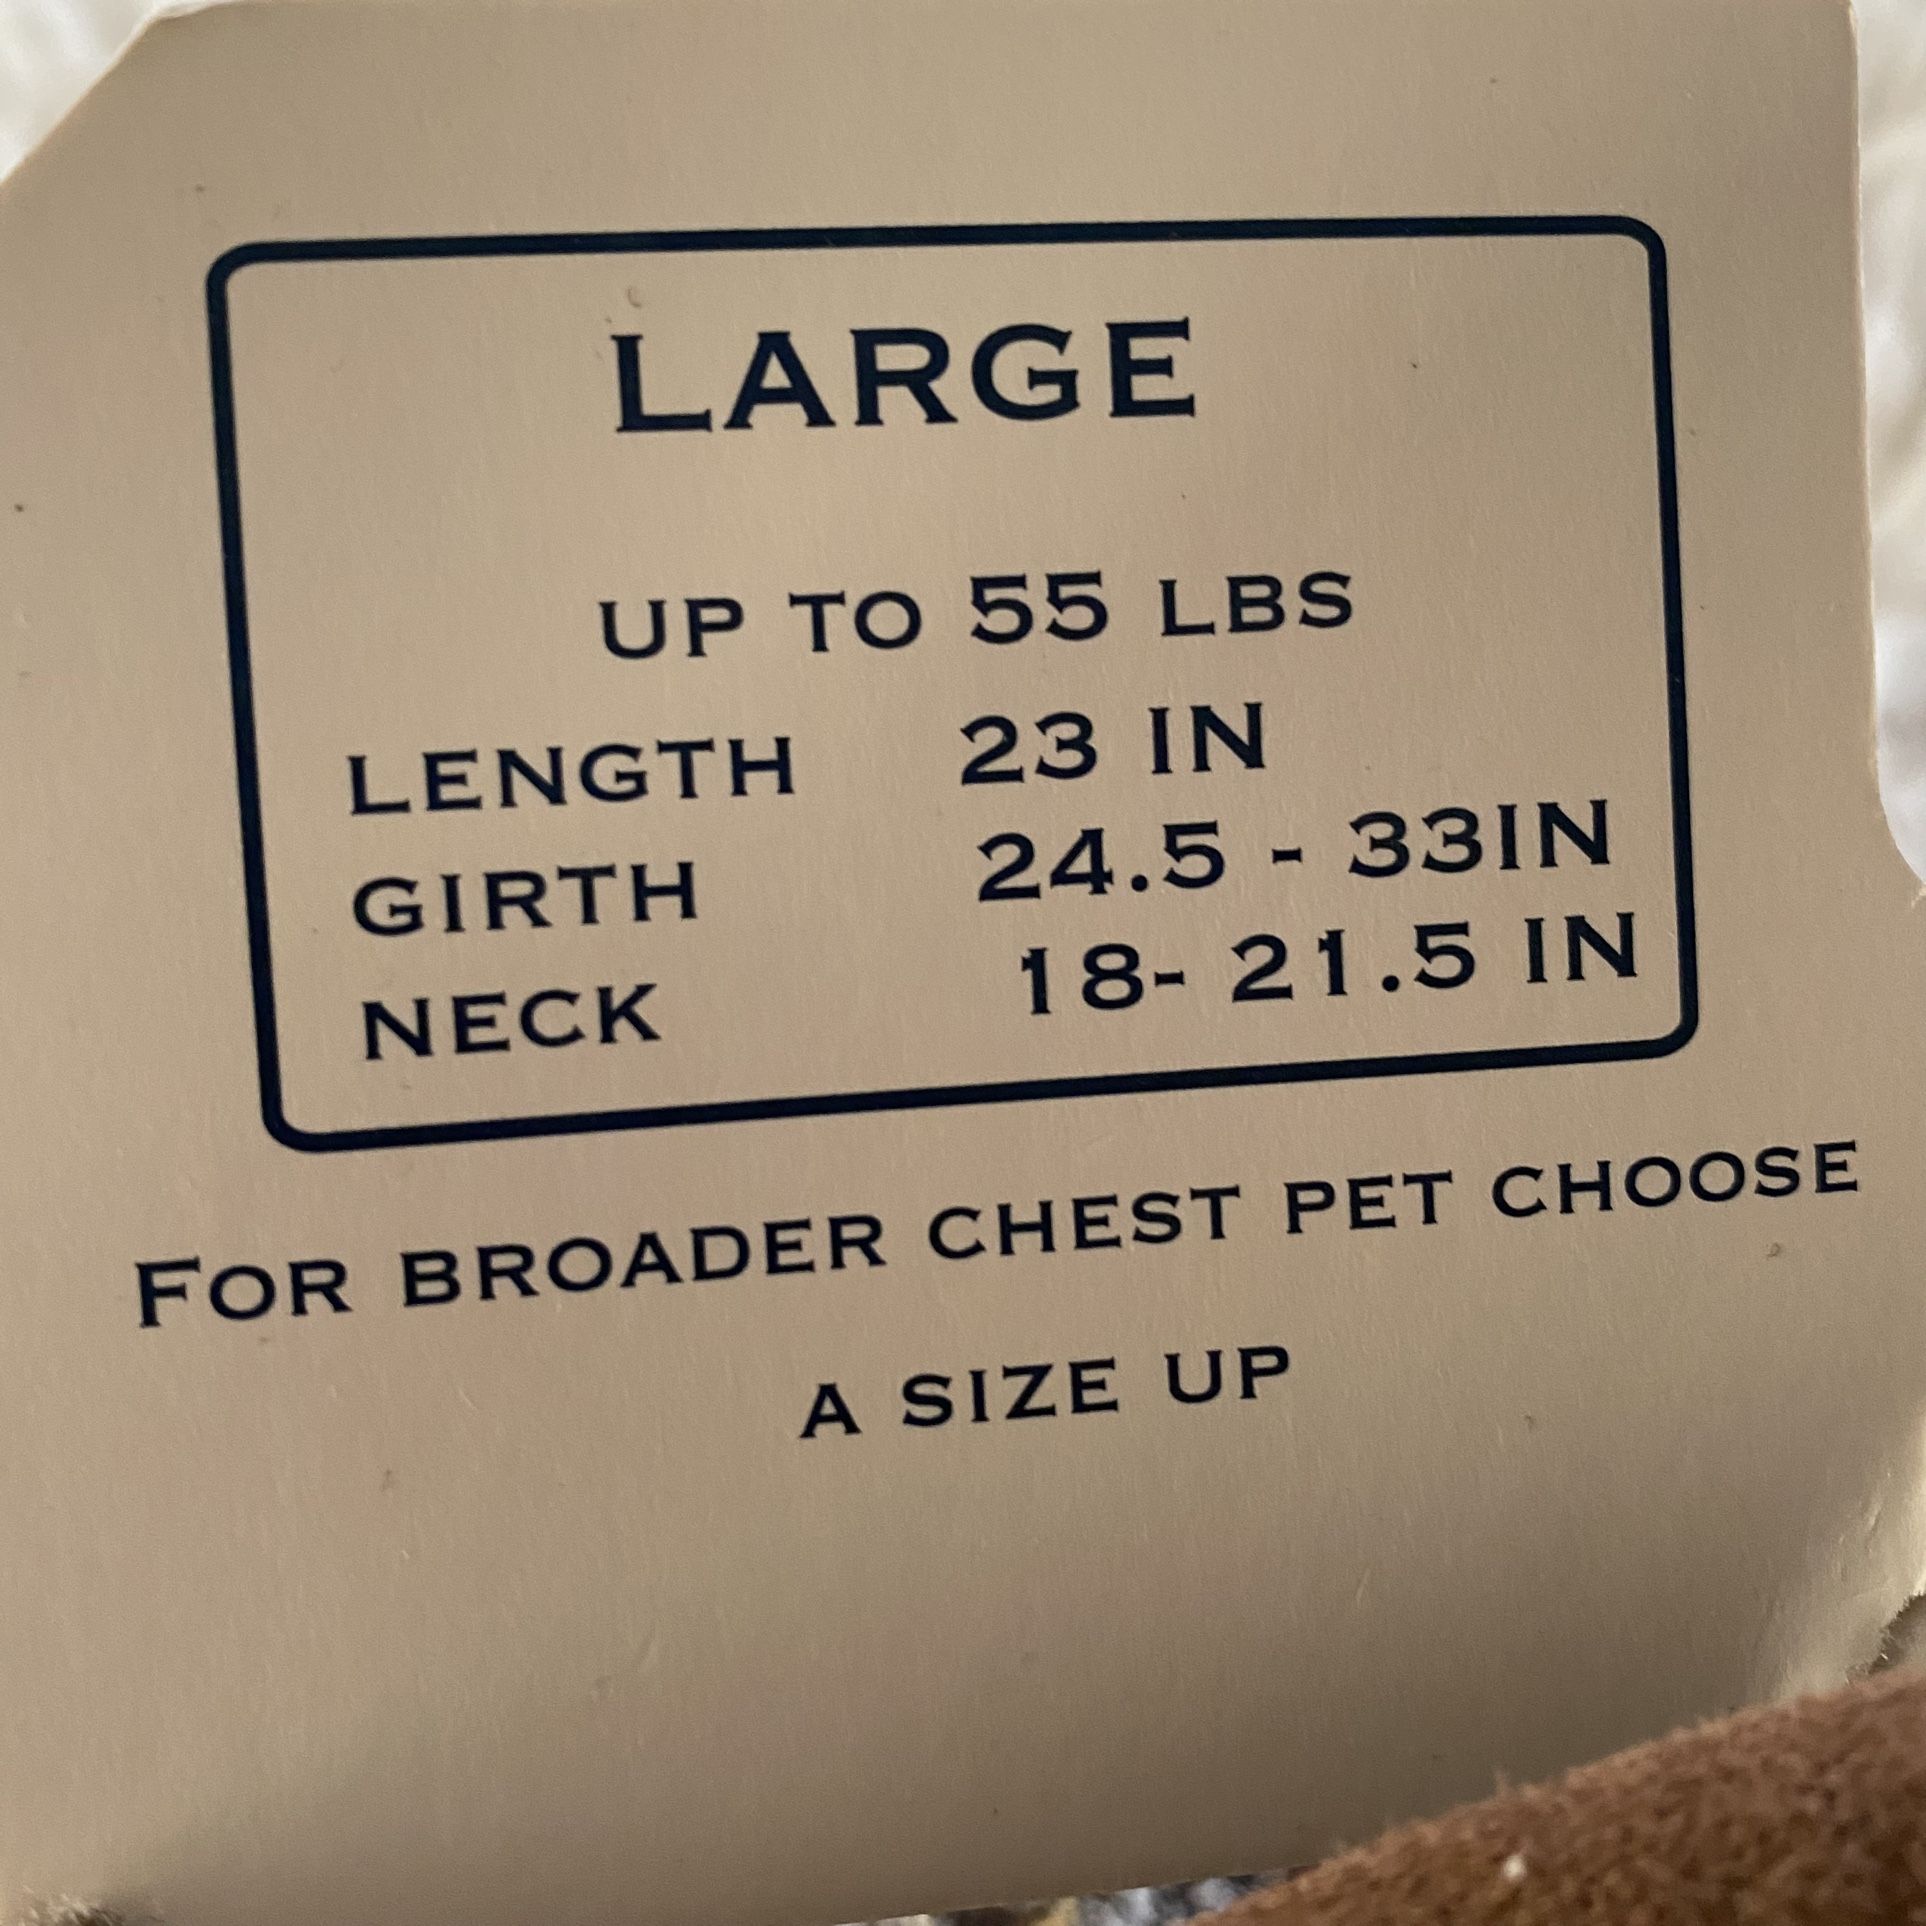 LARGE
UP TO 55 LBS
LENGTH 23 IN
GIRTH 24.5 - 33IN
NECK 18- 21.5 IN
FOR BROADER CHEST PET CHOOSE
A SIZE UP